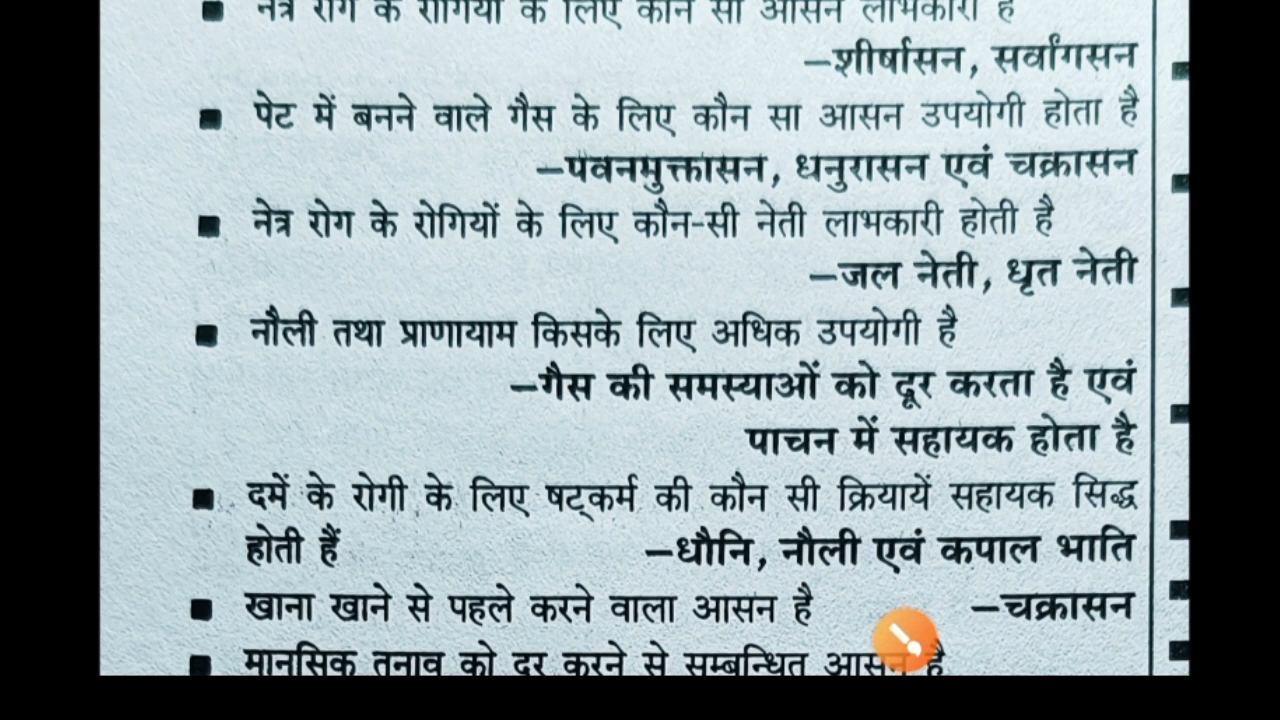 नेत्र रोग के रोगियों के लिए कौन सा आसन लाभकारी है
–शीर्षासन, सर्वांगसन
पेट में बनने वाले गैस के लिए कौन सा आसन उपयोगी होता है
–पवनमुक्तासन, धनुरासन एवं चक्रासन
नेत्र रोग के रोगियों के लिए कौन-सी नेती लाभकारी होती है
–जल नेती, धृत नेती
नौली तथा प्राणायाम किसके लिए अधिक उपयोगी है
–गैस की समस्याओं को दूर करता है एवं
पाचन में सहायक होता है
दमें के रोगी के लिए षट्कर्म की कौन सी क्रियायें सहायक सिद्ध
होती हैं –धौनि, नौली एवं कपाल भाति
खाना खाने से पहले करने वाला आसन है –चक्रासन
मानसिक तनाव को दूर करने से सम्बन्धित आसन है